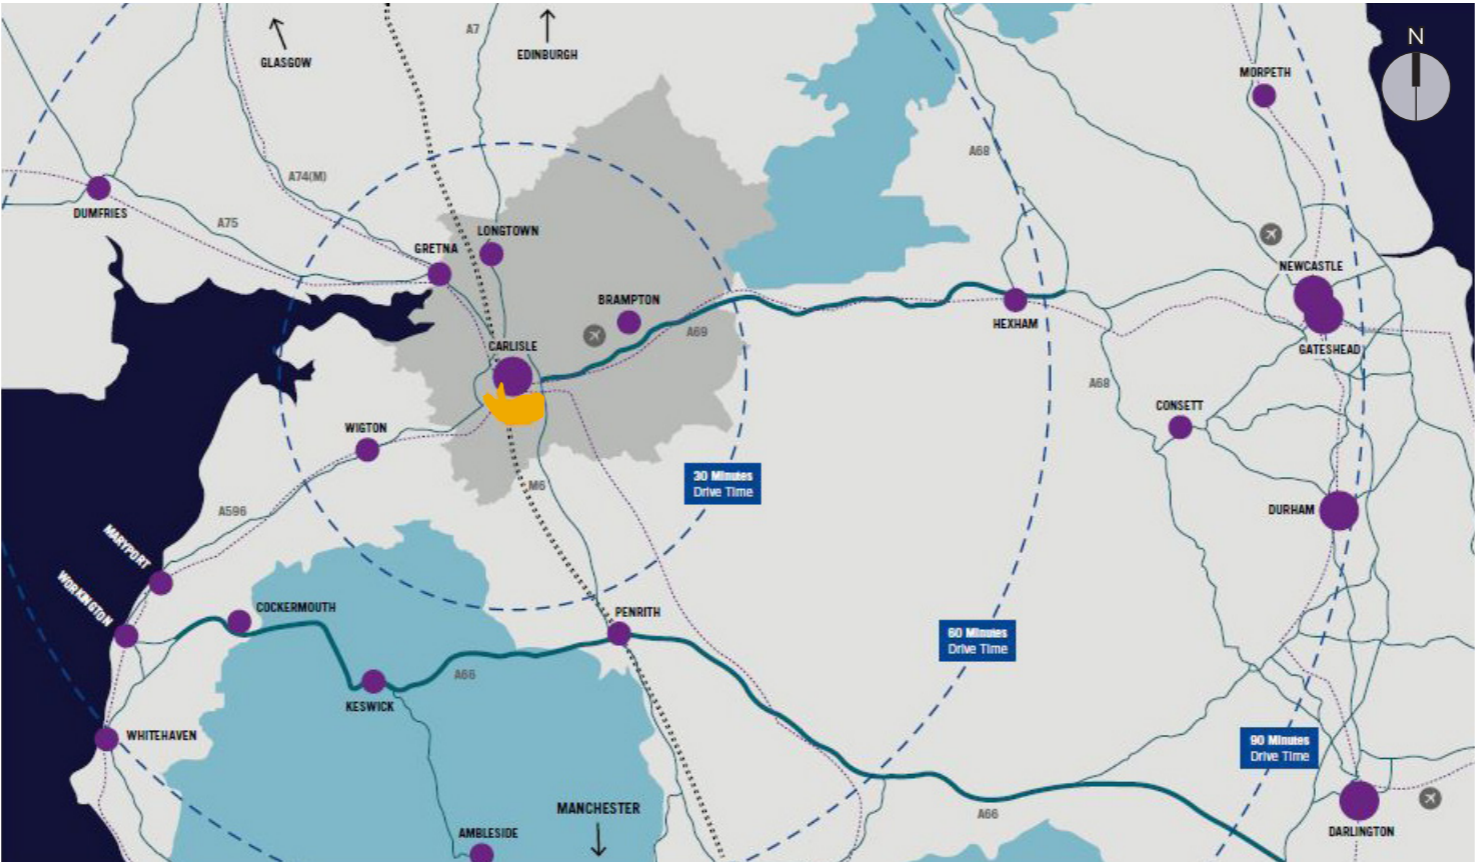 A7
EDINBURGH
GLASGOW
N
MORPETH
A68
A74(M)
DUMFRIES
A75
LONGTOWN
GRETNA
NEWCASTLE
BRAMPTON
HEXHAM
A69
CARLISLE
GATESHEAD
A68
CONSETT
WIGTON
30 Minutes
Drive Time
M6
A596
DURHAM
MARYPORT
WORKINGTON
COCKERMOUTH
PENRITH
60 Minutes
Drive Time
A66
KESWICK
WHITEHAVEN
90 Minutes
Drive Time
MANCHESTER
A66
AMBLESIDE
DARLINGTON